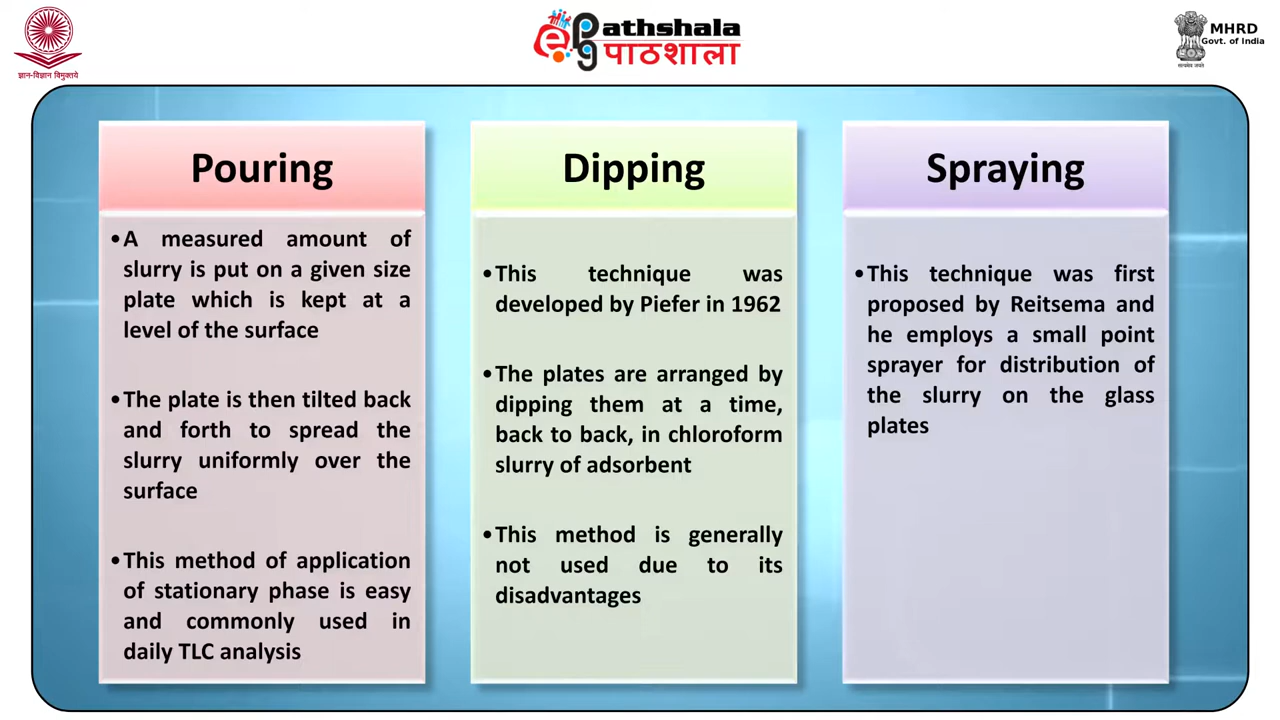 ज्ञान-विज्ञान विमुक्तये
ePathshala
पाठशाला
MHRD
Govt. of India
सत्यमेव जयते
Pouring
•A measured amount of
slurry is put on a given size
plate which is kept at a
level of the surface
•The plate is then tilted back
and forth to spread the
slurry uniformly over the
surface
•This method of application
of stationary phase is easy
and commonly used in
daily TLC analysis
Dipping
•This technique was
developed by Piefer in 1962
•The plates are arranged by
dipping them at a time,
back to back, in chloroform
slurry of adsorbent
•This method is generally
not used due to its
disadvantages
Spraying
•This technique was first
proposed by Reitsema and
he employs a small point
sprayer for distribution of
the slurry on the glass
plates